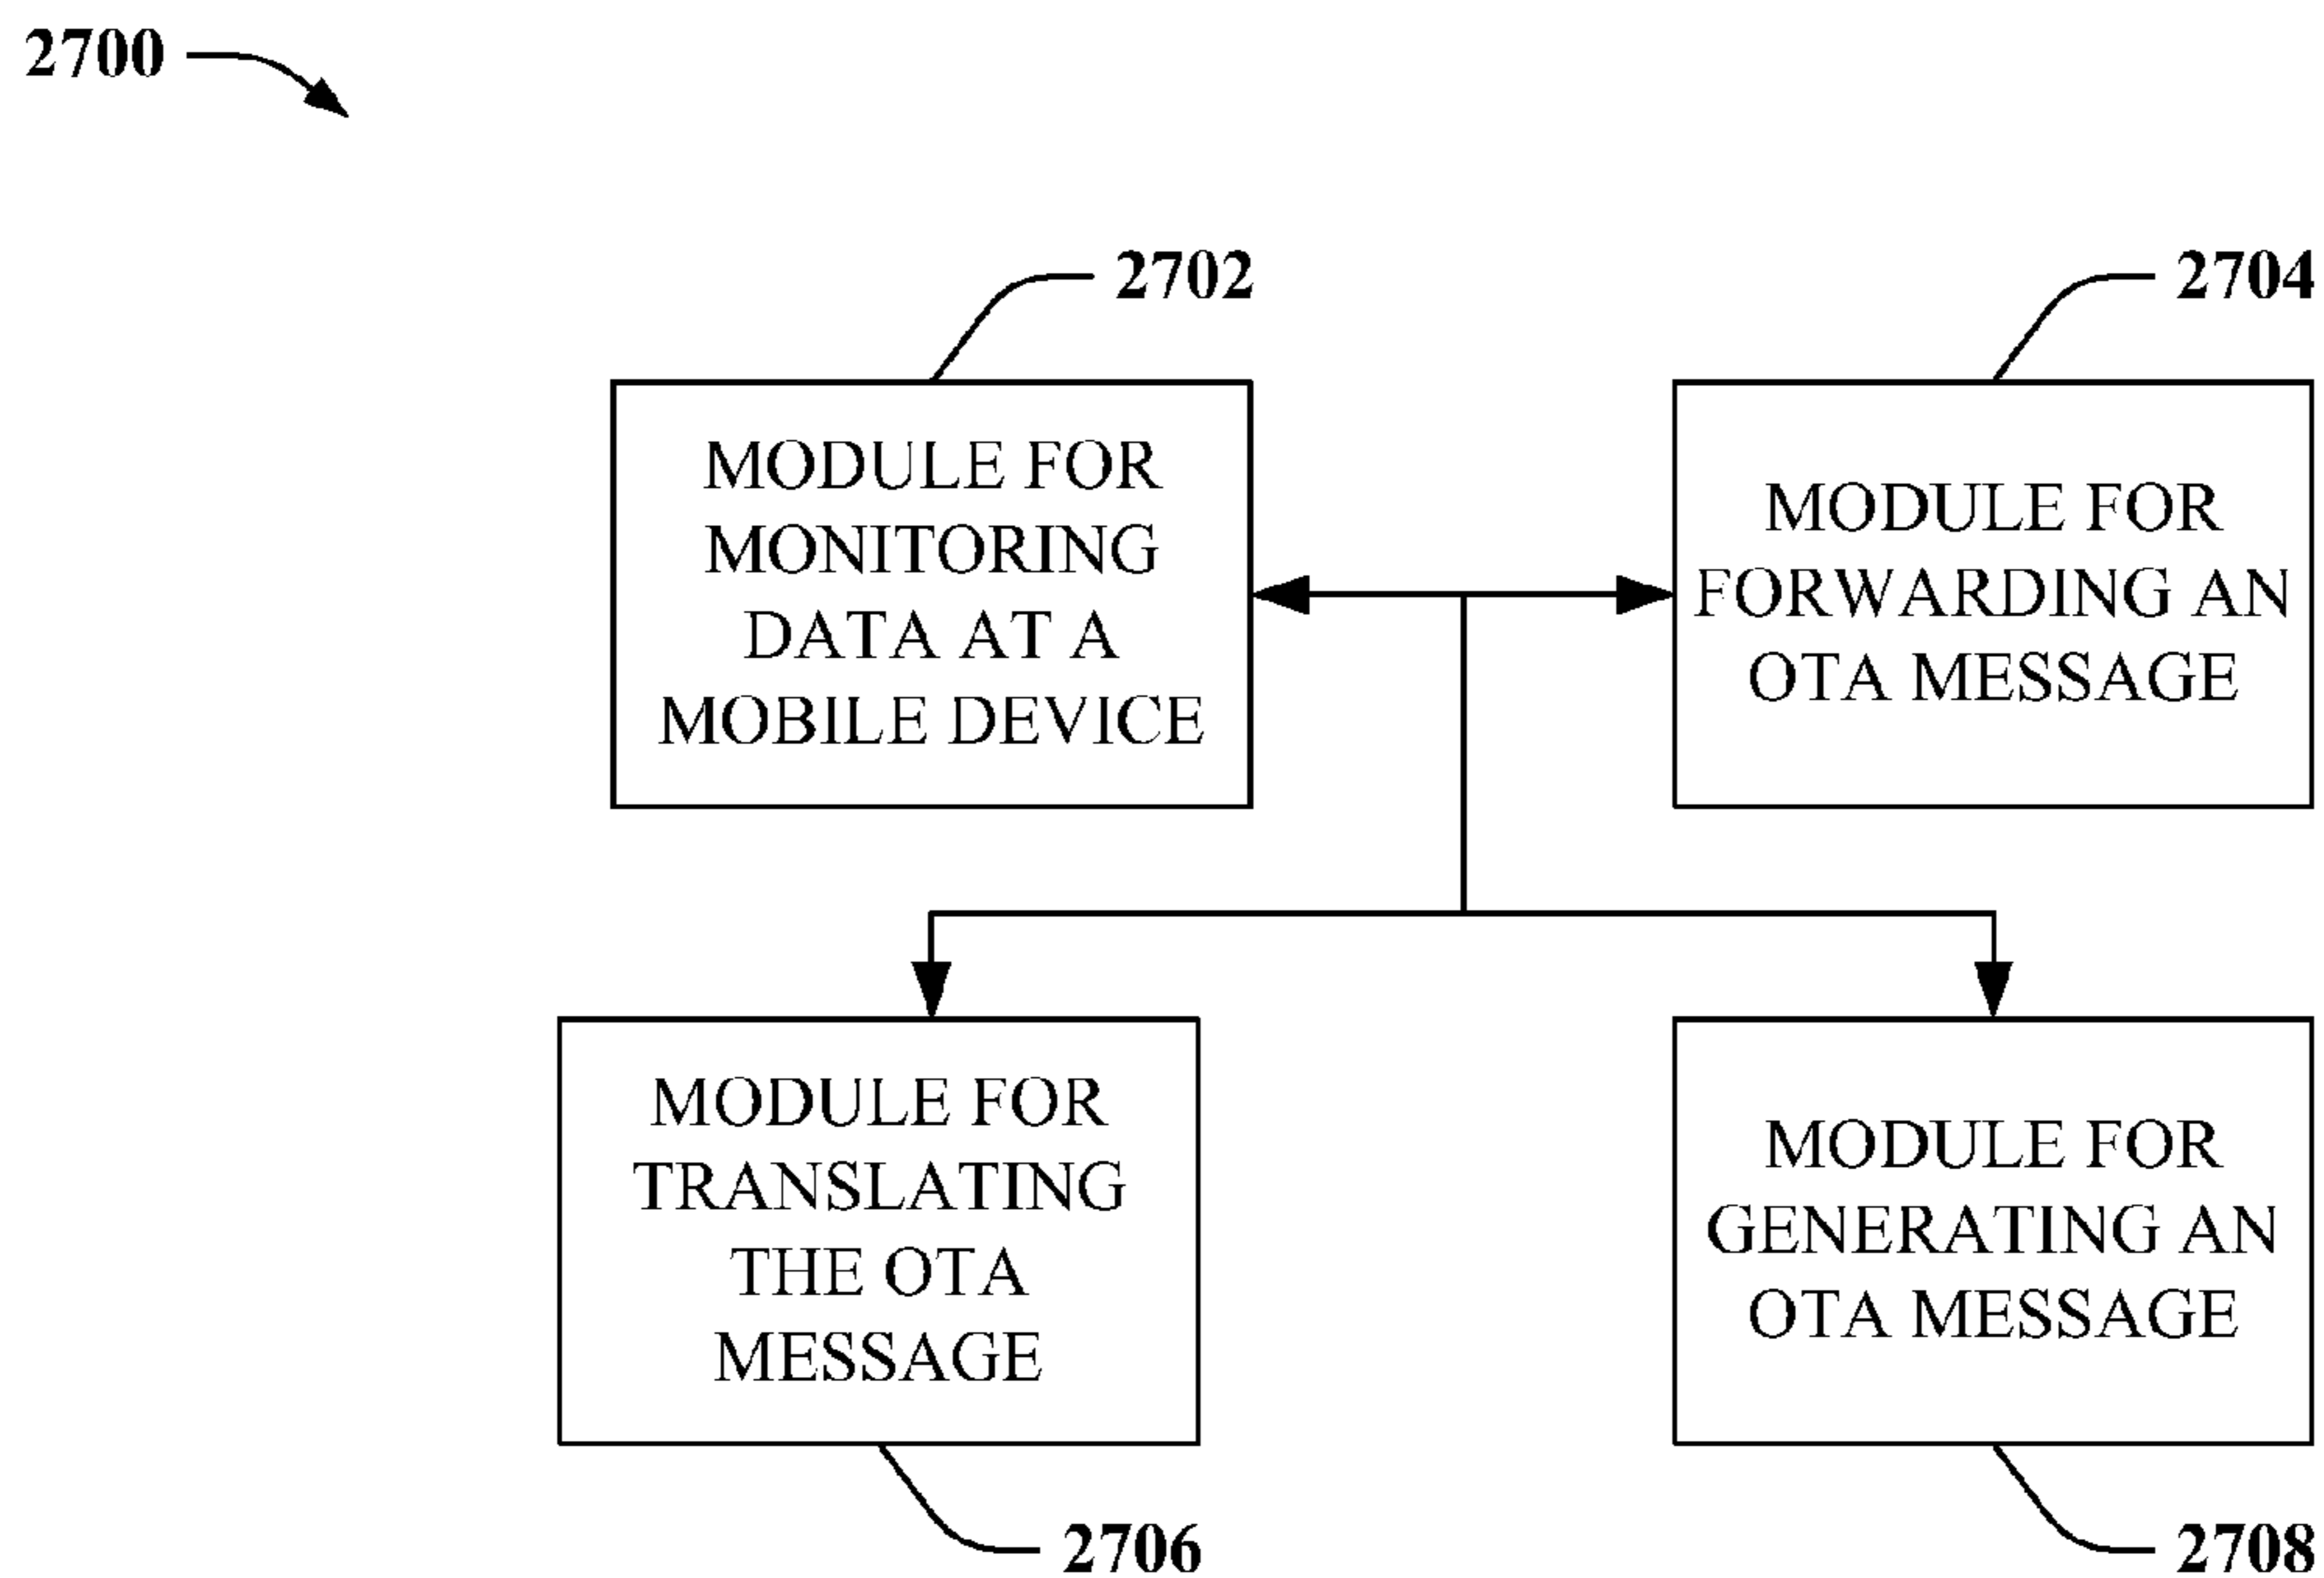 2700
2702
2704
MODULE FOR
MONITORING
DATA AT A
MOBILE DEVICE
MODULE FOR
FORWARDING AN
OTA MESSAGE
MODULE FOR
TRANSLATING
THE OTA
MESSAGE
MODULE FOR
GENERATING AN
OTA MESSAGE
2706
2708